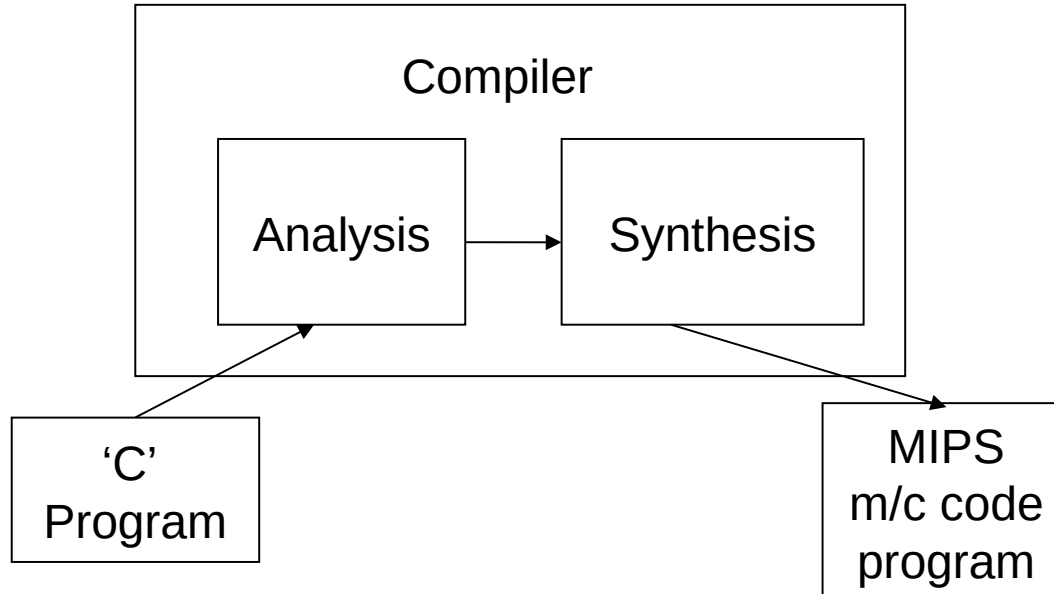 Compiler
Analysis
Synthesis
‘C’
Program
MIPS
m/c code
program